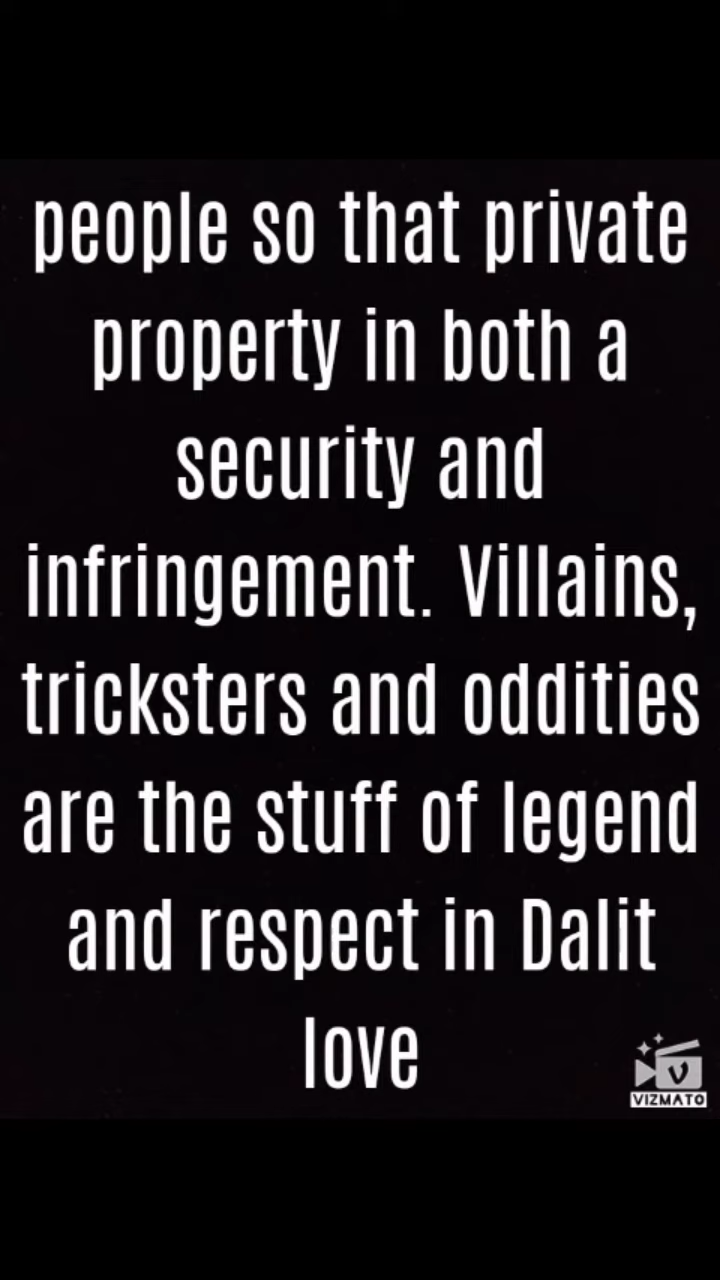 people so that private
property in both a
security and
infringement. Villains,
tricksters and oddities
are the stuff of legend
and respect in Dalit
love
VIZMATO